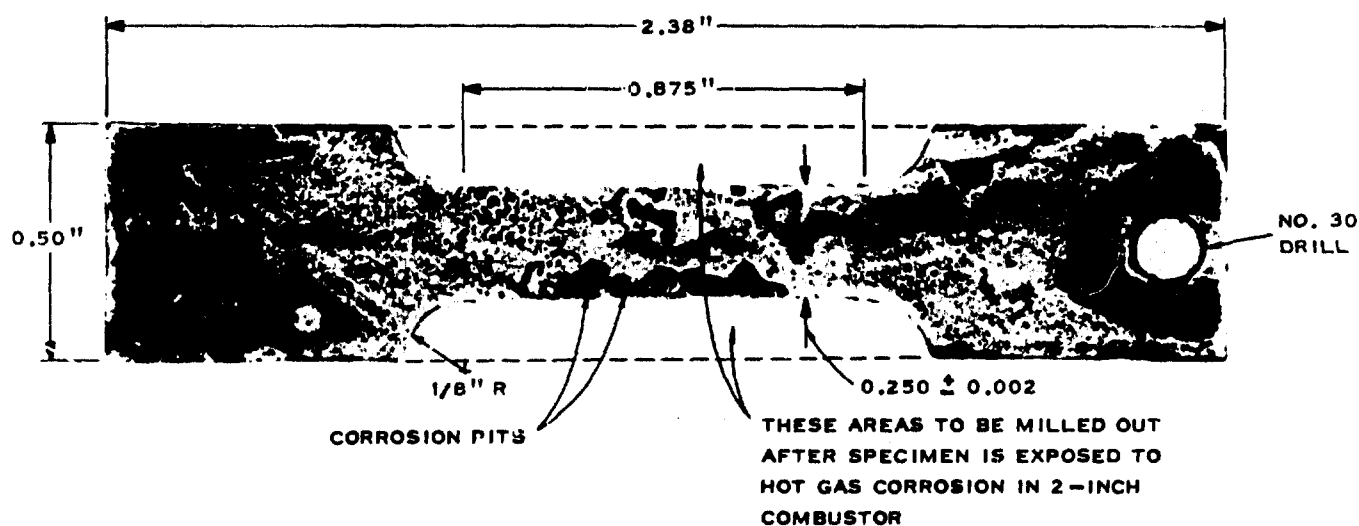 2.38"
0.875"
0.50"
NO. 30
DRILL
1/8" R
0.250 ± 0.002
CORROSION PITS
THESE AREAS TO BE MILLED OUT
AFTER SPECIMEN IS EXPOSED TO
HOT GAS CORROSION IN 2-INCH
COMBUSTOR